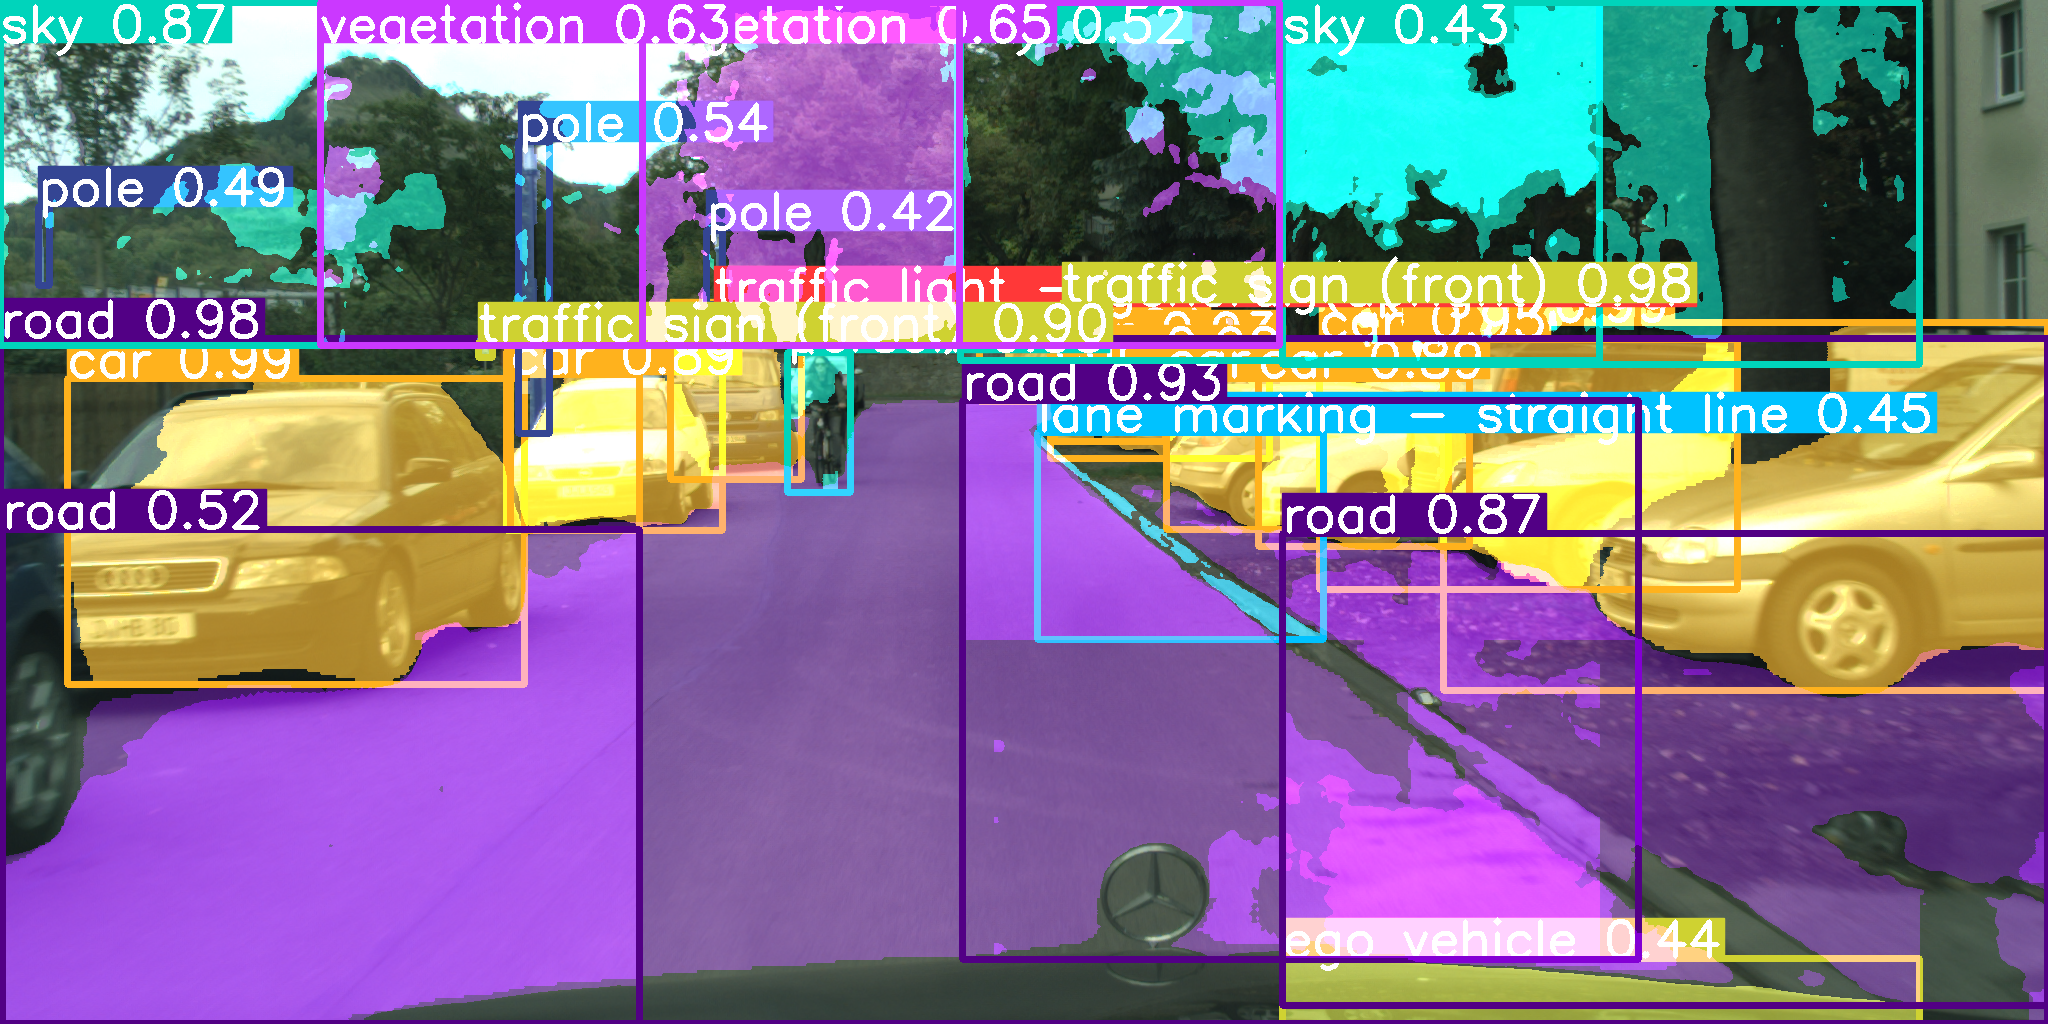 sky 0.87
vegetation 0.63
etation 0.65
0.52
sky 0.43
pole 0.54
pole 0.49
pole 0.42
traffic light -
traffic sign (front) 0.98
road 0.98
traffic sign (front) 0.90
car 0.99
car 0.89
road 0.93
lane marking - straight line 0.45
road 0.52
road 0.87
ego vehicle 0.44